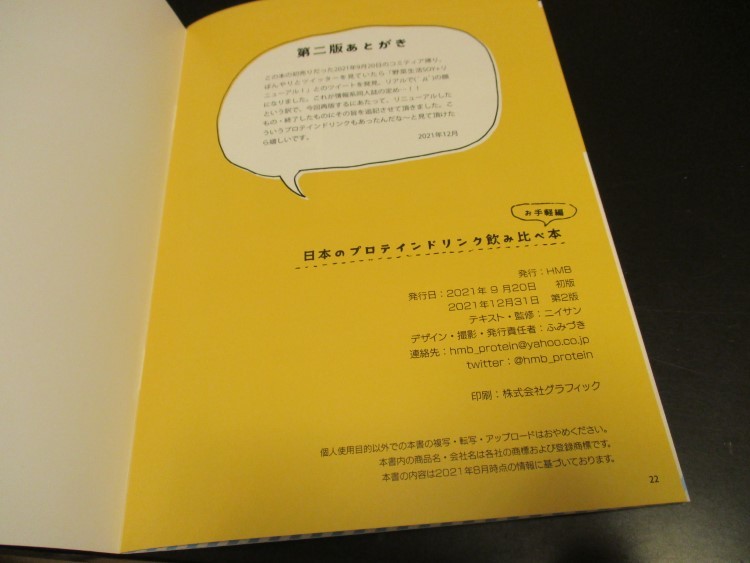 第二版あとがき
この本の初売りだった2021年9月20日のコミティア帰り、
ぼんやりとツイッターを見ていたら「野菜生活SOY+リ
ニューアル！」とのツイートを発見。リアルで(゜д゜)の顔
になりました。これが情報系同人誌の定め…！！
という訳で、今回再版するにあたって、リニューアルした
もの・終了したものにその旨を追記させて頂きました。こ
ういうプロテインドリンクもあったんだな～と見て頂けた
ら嬉しいです。
2021年12月
お手軽編
日本のプロテインドリンク飲み比べ本
発行：HMB
発行日：2021年 9 月20日 初版
2021年12月31日 第2版
テキスト・監修：ニイサン
デザイン・撮影・発行責任者：ふみづき
連絡先：hmb_protein@yahoo.co.jp
twitter：@hmb_protein
印刷：株式会社グラフィック
個人使用目的以外での本書の複写・転写・アップロードはおやめください。
本書内の商品名・会社名は各社の商標および登録商標です。
本書の内容は2021年8月時点の情報に基づいております。
22